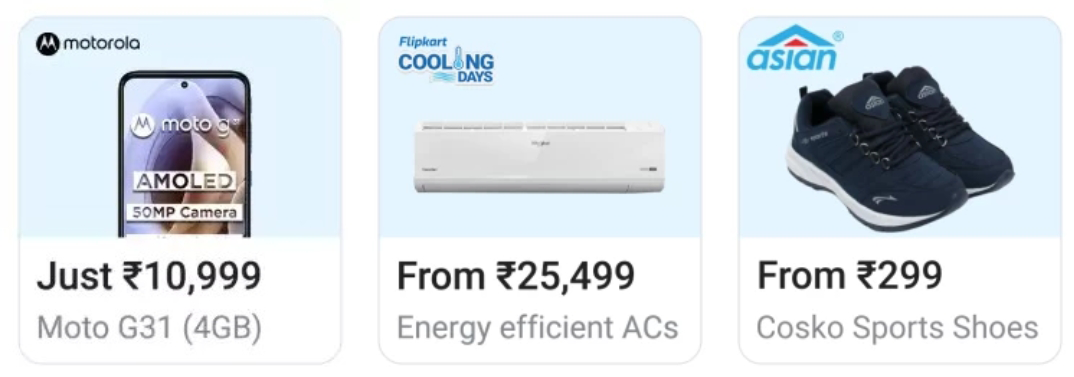 motorola
moto g
AMOLED
50MP Camera
Just ₹10,999
Moto G31 (4GB)
Flipkart
COOLING
DAYS
From ₹25,499
Energy efficient ACs
asian®
asian
From ₹299
Cosko Sports Shoes